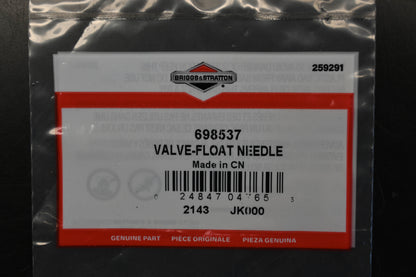 259291
BRIGGS & STRATTON
698537
VALVE-FLOAT NEEDLE
Made in CN
0 24847 04765 3
2143 JK000
GENUINE PART PIÈCE ORIGINALE PIEZA GENUINA